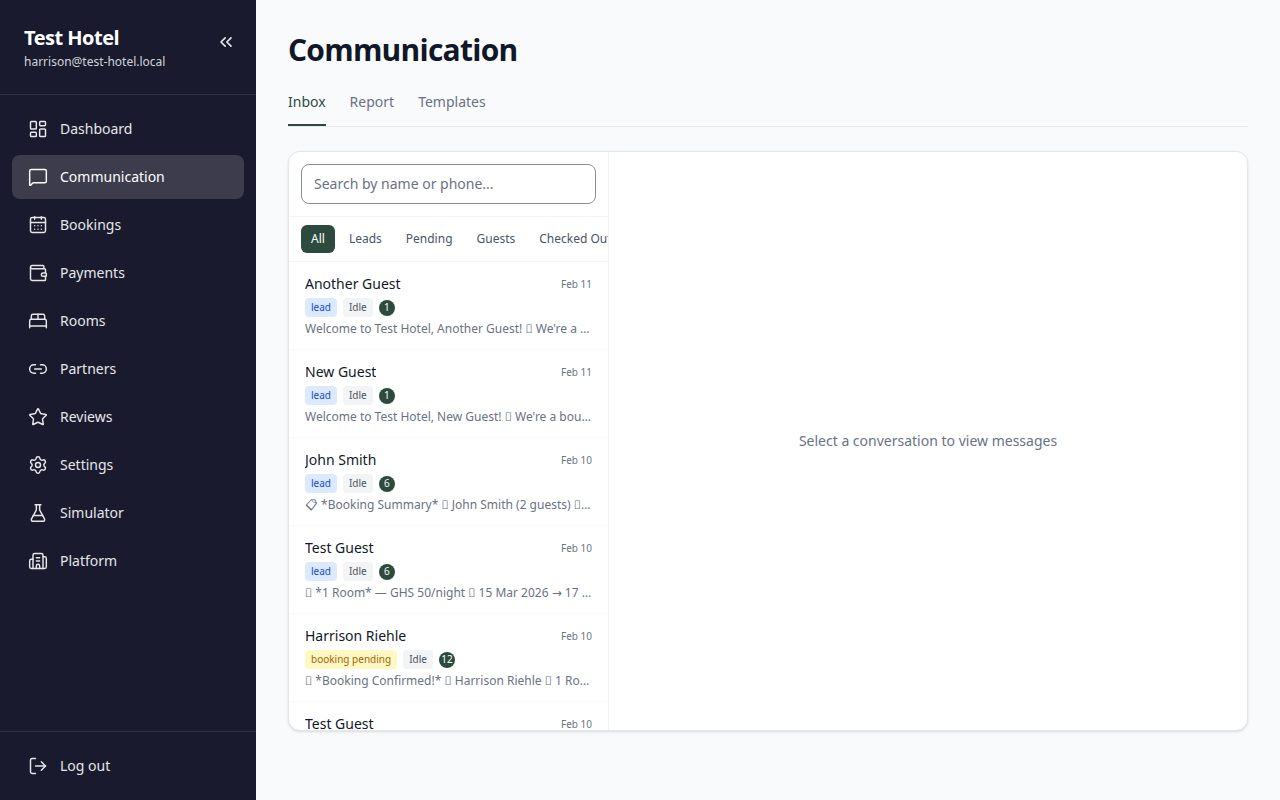 Test Hotel
harrison@test-hotel.local
Dashboard
Communication
Bookings
Payments
Rooms
Partners
Reviews
Settings
Simulator
Platform
Log out
Communication
Inbox Report Templates
Search by name or phone...
All Leads Pending Guests Checked Ou
Another Guest Feb 11
lead Idle 1
Welcome to Test Hotel, Another Guest! We're a ...
New Guest Feb 11
lead Idle 1
Welcome to Test Hotel, New Guest! We're a bou...
John Smith Feb 10
lead Idle 6
📋 *Booking Summary* John Smith (2 guests) ...
Test Guest Feb 10
lead Idle 6
*1 Room* — GHS 50/night 15 Mar 2026 → 17 ...
Harrison Riehle Feb 10
booking pending Idle 12
*Booking Confirmed!* Harrison Riehle 1 Ro...
Test Guest Feb 10
Select a conversation to view messages